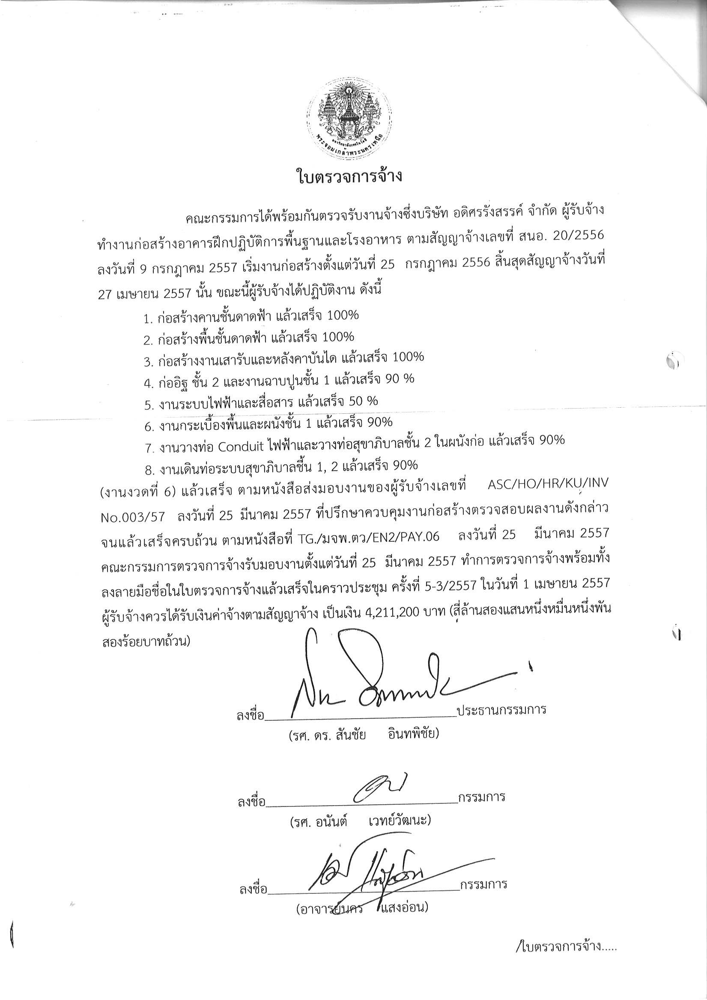 มหาวิทยาลัยเทคโนโลยี
พระจอมเกล้าพระนครเหนือ
ใบตรวจการจ้าง
คณะกรรมการได้พร้อมกันตรวจรับงานจ้างซึ่งบริษัท อดิศรรังสรรค์ จำกัด ผู้รับจ้าง
ทำงานก่อสร้างอาคารฝึกปฏิบัติการพื้นฐานและโรงอาหาร ตามสัญญาจ้างเลขที่ สนอ. 20/2556
ลงวันที่ 9 กรกฎาคม 2557 เริ่มงานก่อสร้างตั้งแต่วันที่ 25 กรกฎาคม 2556 สิ้นสุดสัญญาจ้างวันที่
27 เมษายน 2557 นั้น ขณะนี้ผู้รับจ้างได้ปฏิบัติงาน ดังนี้
1. ก่อสร้างคานชั้นดาดฟ้า แล้วเสร็จ 100%
2. ก่อสร้างพื้นชั้นดาดฟ้า แล้วเสร็จ 100%
3. ก่อสร้างงานเสารับและหลังคาบันได แล้วเสร็จ 100%
4. ก่ออิฐ ชั้น 2 และงานฉาบปูนชั้น 1 แล้วเสร็จ 90 %
5. งานระบบไฟฟ้าและสื่อสาร แล้วเสร็จ 50 %
6. งานกระเบื้องพื้นและผนังชั้น 1 แล้วเสร็จ 90%
7. งานวางท่อ Conduit ไฟฟ้าและวางท่อสุขาภิบาลชั้น 2 ในผนังก่อ แล้วเสร็จ 90%
8. งานเดินท่อระบบสุขาภิบาลชั้น 1, 2 แล้วเสร็จ 90%
(งานงวดที่ 6) แล้วเสร็จ ตามหนังสือส่งมอบงานของผู้รับจ้างเลขที่ ASC/HO/HR/KU/INV
No.003/57 ลงวันที่ 25 มีนาคม 2557 ที่ปรึกษาควบคุมงานก่อสร้างตรวจสอบผลงานดังกล่าว
จนแล้วเสร็จครบถ้วน ตามหนังสือที่ TG./มจพ.ตว/EN2/PAY.06 ลงวันที่ 25 มีนาคม 2557
คณะกรรมการตรวจการจ้างรับมอบงานตั้งแต่วันที่ 25 มีนาคม 2557 ทำการตรวจการจ้างพร้อมทั้ง
ลงลายมือชื่อในใบตรวจการจ้างแล้วเสร็จในคราวประชุม ครั้งที่ 5-3/2557 ในวันที่ 1 เมษายน 2557
ผู้รับจ้างควรได้รับเงินค่าจ้างตามสัญญาจ้าง เป็นเงิน 4,211,200 บาท (สี่ล้านสองแสนหนึ่งหมื่นหนึ่งพัน
สองร้อยบาทถ้วน)
ลงชื่อ ประธานกรรมการ
(รศ. ดร. สันชัย อินทพิชัย)
ลงชื่อ กรรมการ
(รศ. อนันต์ เวทย์วัฒนะ)
ลงชื่อ กรรมการ
(อาจารย์นคร แสงอ่อน)
/ใบตรวจการจ้าง.....